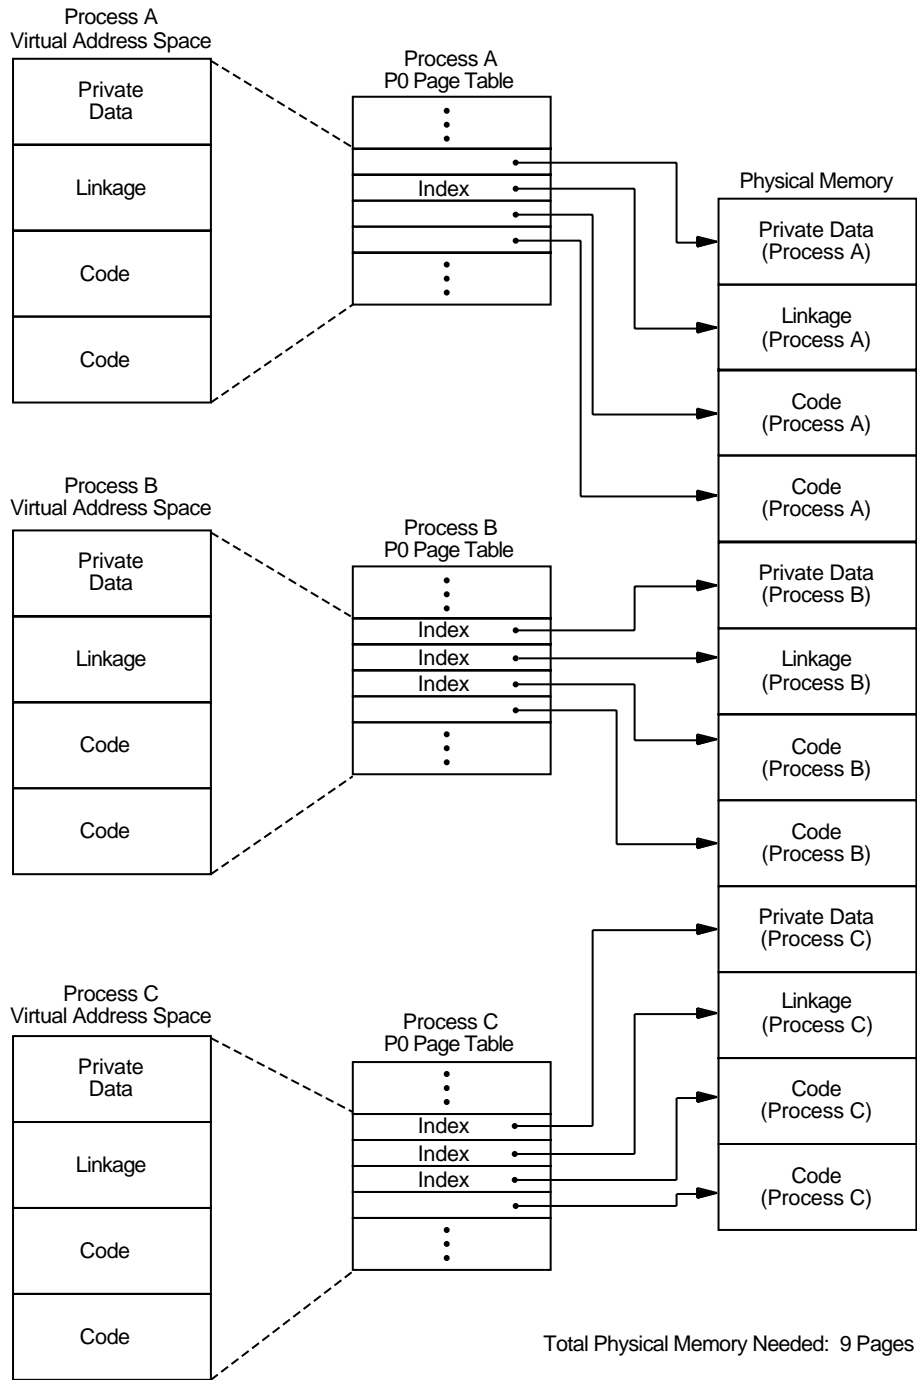 Process A
Virtual Address Space
Private
Data
Linkage
Code
Code
Process A
P0 Page Table
Index
Physical Memory
Private Data
(Process A)
Linkage
(Process A)
Code
(Process A)
Code
(Process A)
Process B
Virtual Address Space
Private
Data
Linkage
Code
Code
Process B
P0 Page Table
Index
Index
Index
Private Data
(Process B)
Linkage
(Process B)
Code
(Process B)
Code
(Process B)
Process C
Virtual Address Space
Private
Data
Linkage
Code
Code
Process C
P0 Page Table
Index
Index
Index
Private Data
(Process C)
Linkage
(Process C)
Code
(Process C)
Code
(Process C)
Total Physical Memory Needed: 9 Pages